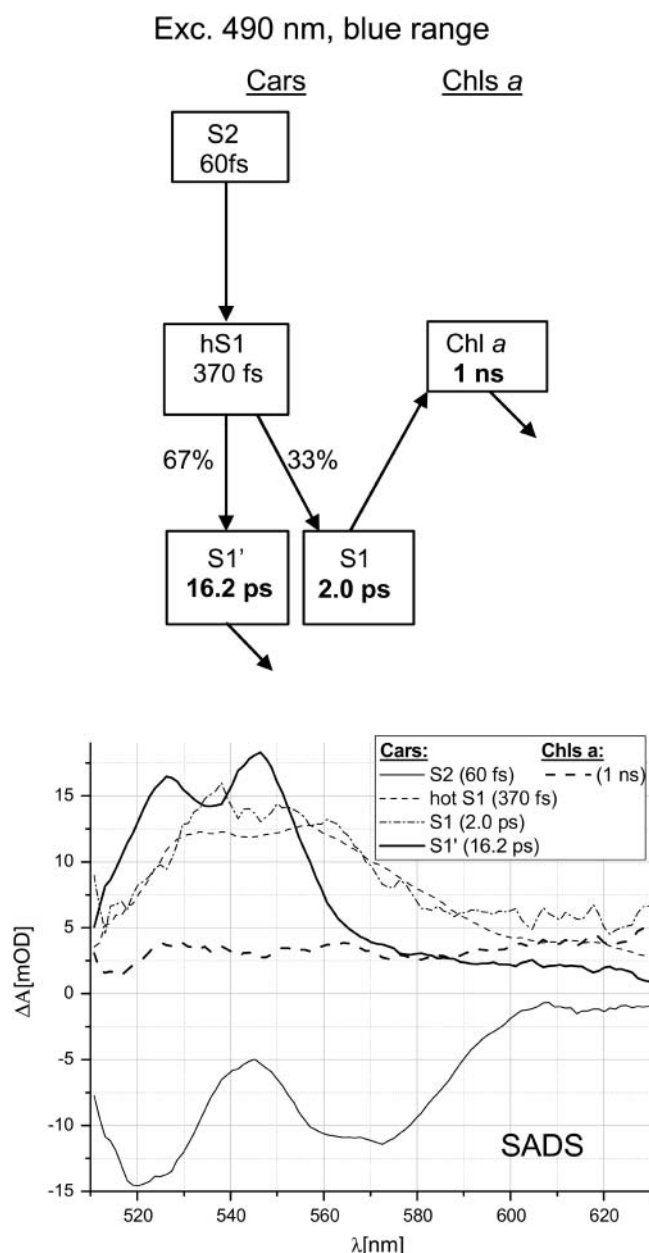 Exc. 490 nm, blue range
Cars Chls a
S2
60fs
hS1
370 fs
Chl a
1 ns
67% 33%
S1'
16.2 ps
S1
2.0 ps
Cars: Chls a:
S2 (60 fs) (1 ns)
hot S1 (370 fs)
S1 (2.0 ps)
S1' (16.2 ps)
15
10
5
0
-5
-10
-15
ΔA[mOD]
SADS
520 540 560 580 600 620
λ[nm]